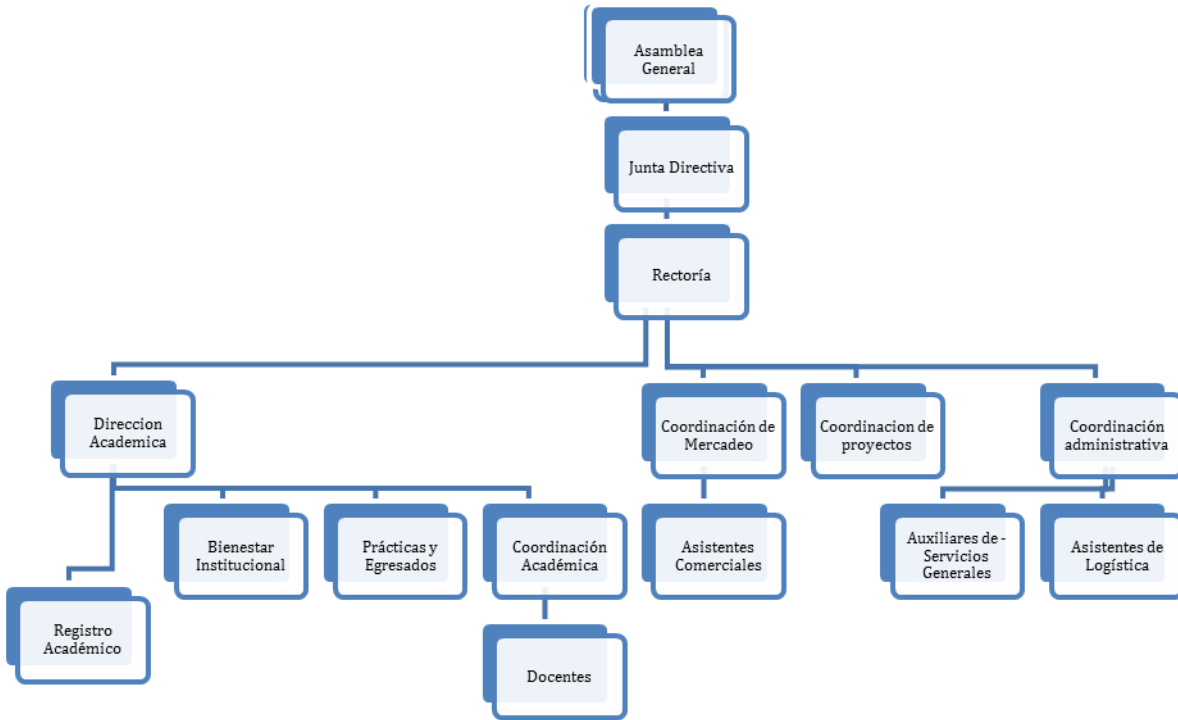 Asamblea
General
Junta Directiva
Rectoría
Direccion
Academica
Coordinación de
Mercadeo
Coordinacion de
proyectos
Coordinación
administrativa
Bienestar
Institucional
Prácticas y
Egresados
Coordinación
Académica
Asistentes
Comerciales
Auxiliares de -
Servicios
Generales
Asistentes de
Logística
Registro
Académico
Docentes